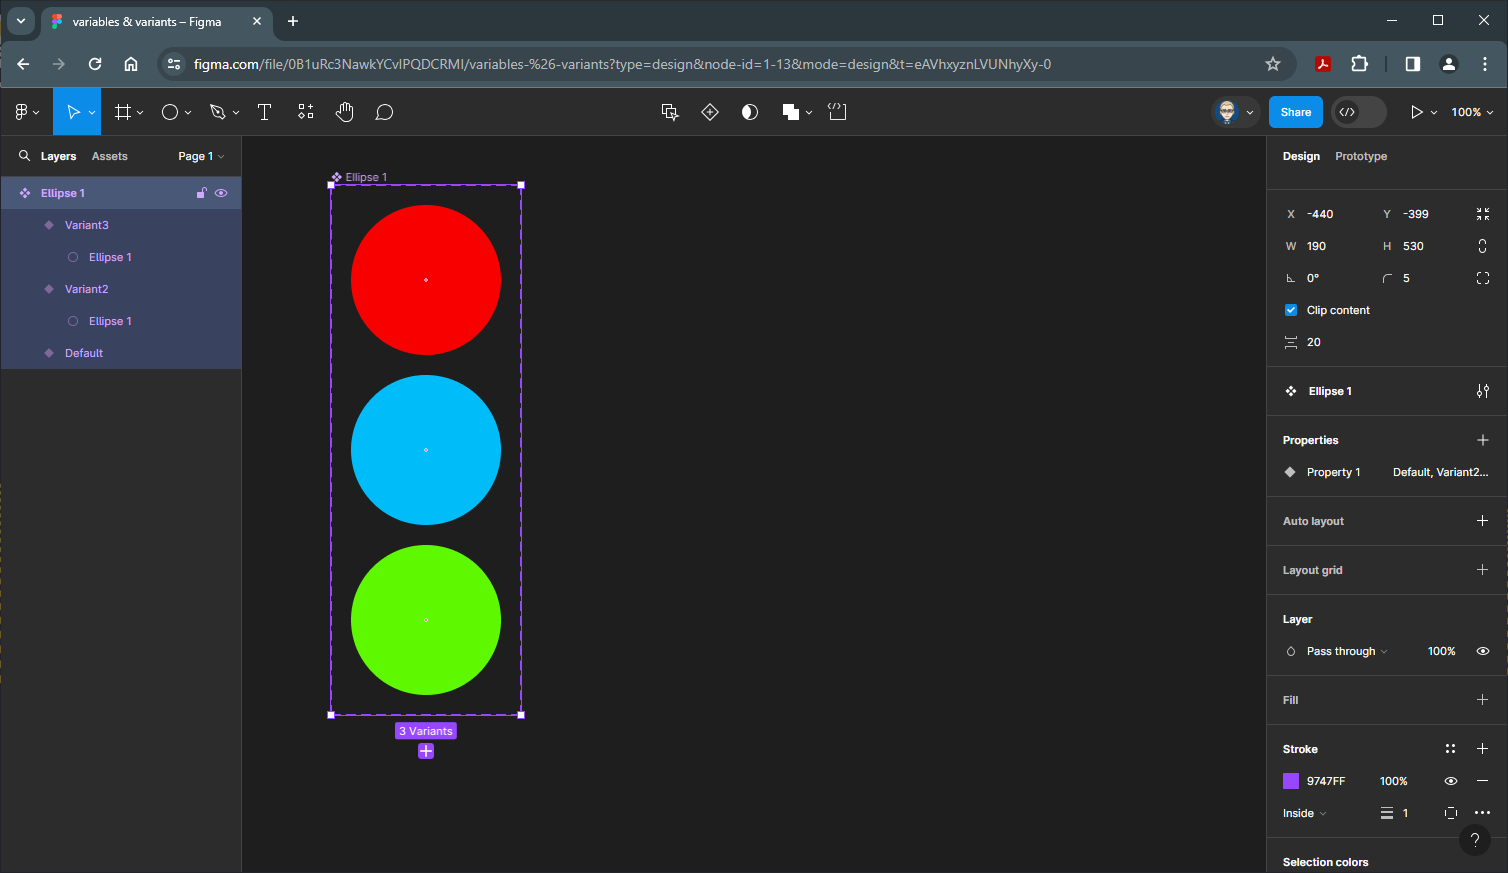 variables & variants – Figma
figma.com/file/0B1uRc3NawkYCvIPQDCRMI/variables-%26-variants?type=design&node-id=1-13&mode=design&t=eAVhxyznLVUNhyXy-0
Share
100%
Layers Assets Page 1
Ellipse 1
Variant3
Ellipse 1
Variant2
Ellipse 1
Default
Ellipse 1
3 Variants
Design Prototype
X -440 Y -399
W 190 H 530
0° 5
Clip content
20
Ellipse 1
Properties
Property 1 Default, Variant2...
Auto layout
Layout grid
Layer
Pass through 100%
Fill
Stroke
9747FF 100%
Inside 1
?
Selection colors